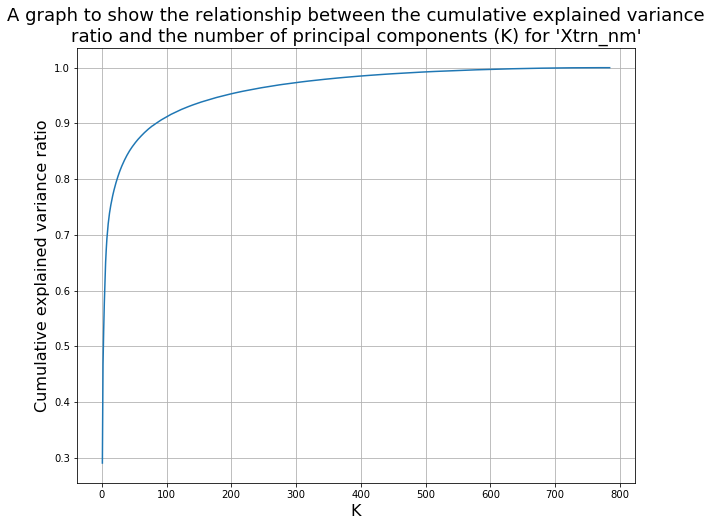 A graph to show the relationship between the cumulative explained variance
ratio and the number of principal components (K) for 'Xtrn_nm'
1.0
0.9
0.8
0.7
0.6
0.5
0.4
0.3
Cumulative explained variance ratio
0 100 200 300 400 500 600 700 800
K